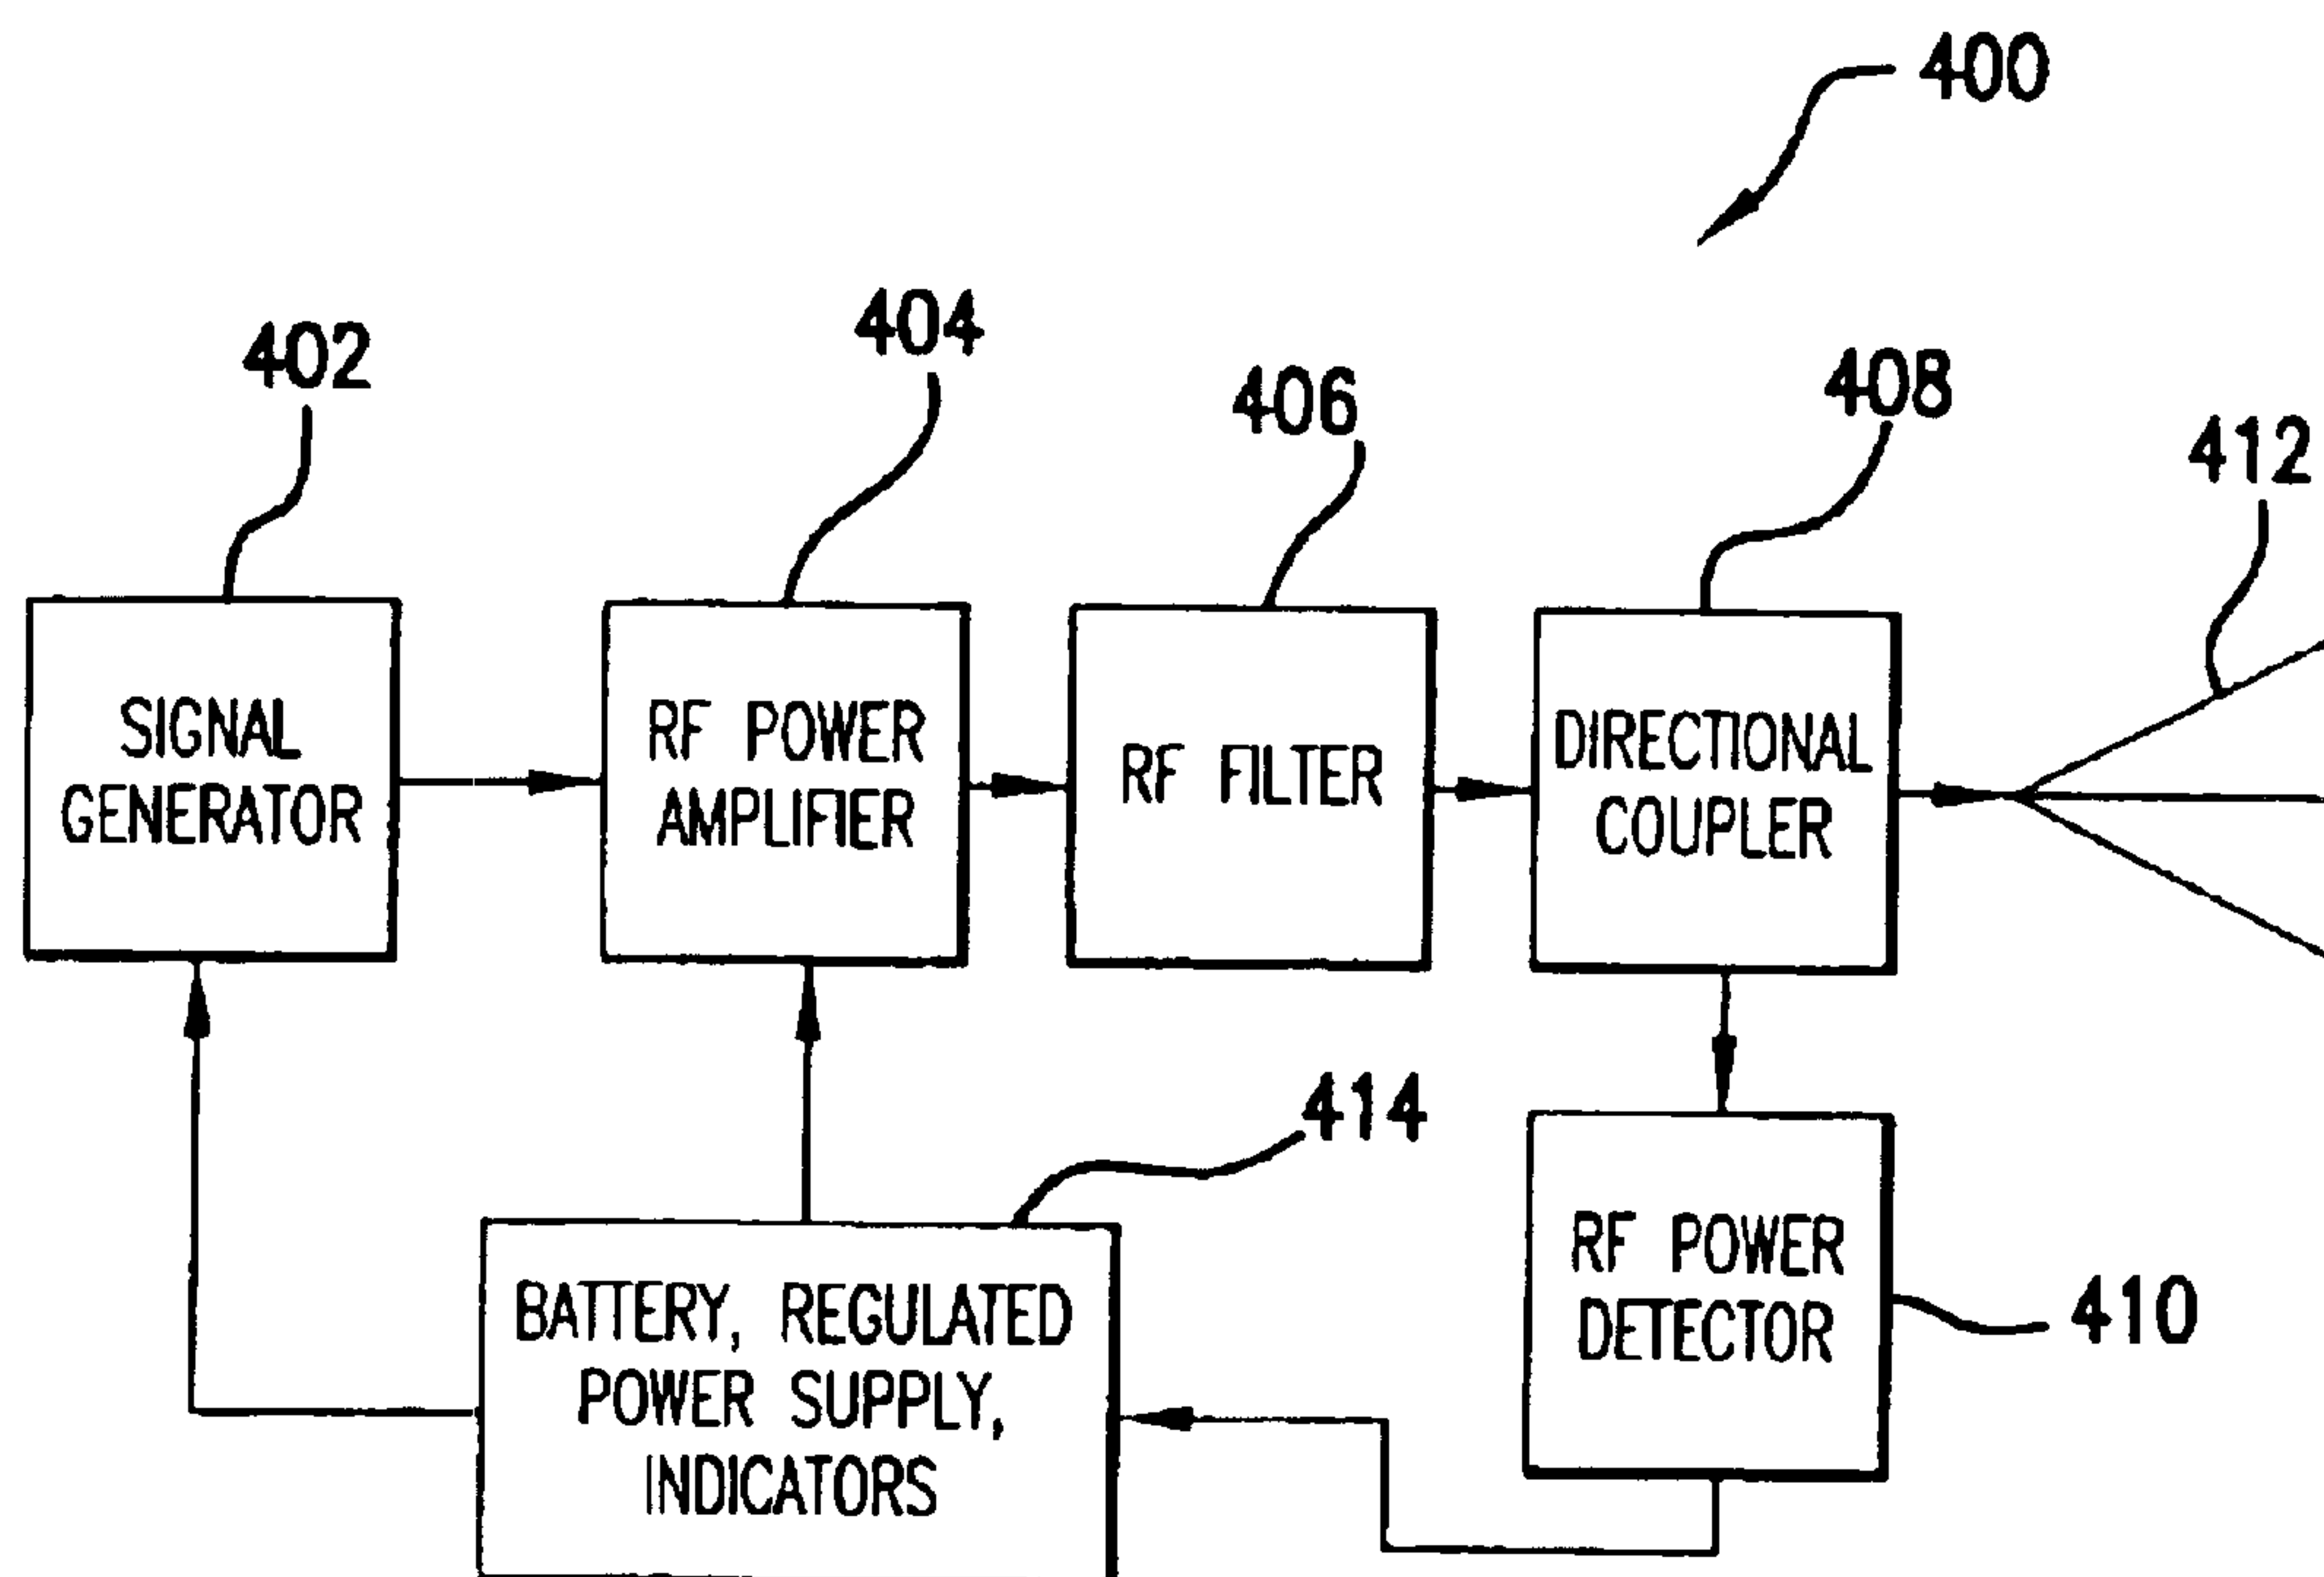 400
402
404
406
408
412
SIGNAL
GENERATOR
RF POWER
AMPLIFIER
RF FILTER
DIRECTIONAL
COUPLER
414
BATTERY, REGULATED
POWER SUPPLY,
INDICATORS
RF POWER
DETECTOR
410